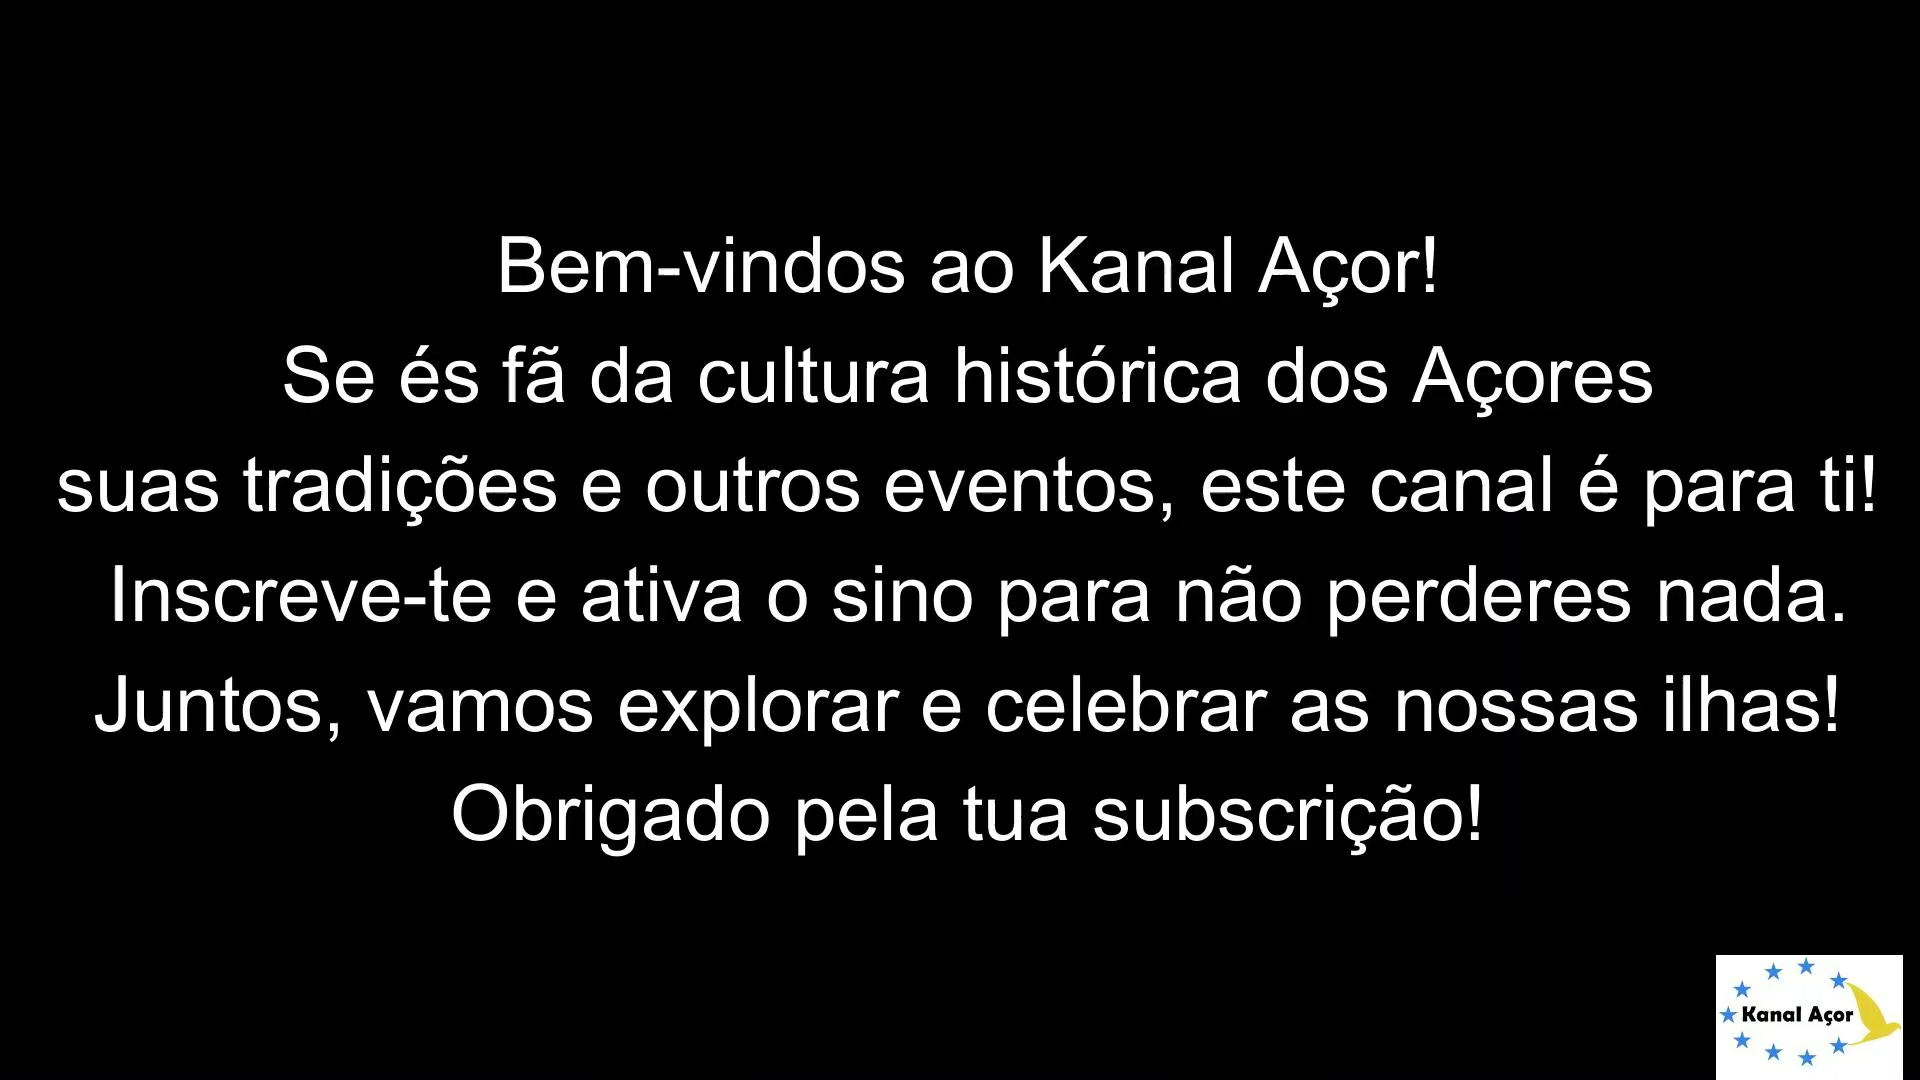 Bem-vindos ao Kanal Açor!
Se és fã da cultura histórica dos Açores
suas tradições e outros eventos, este canal é para ti!
Inscreve-te e ativa o sino para não perderes nada.
Juntos, vamos explorar e celebrar as nossas ilhas!
Obrigado pela tua subscrição!
Kanal Açor